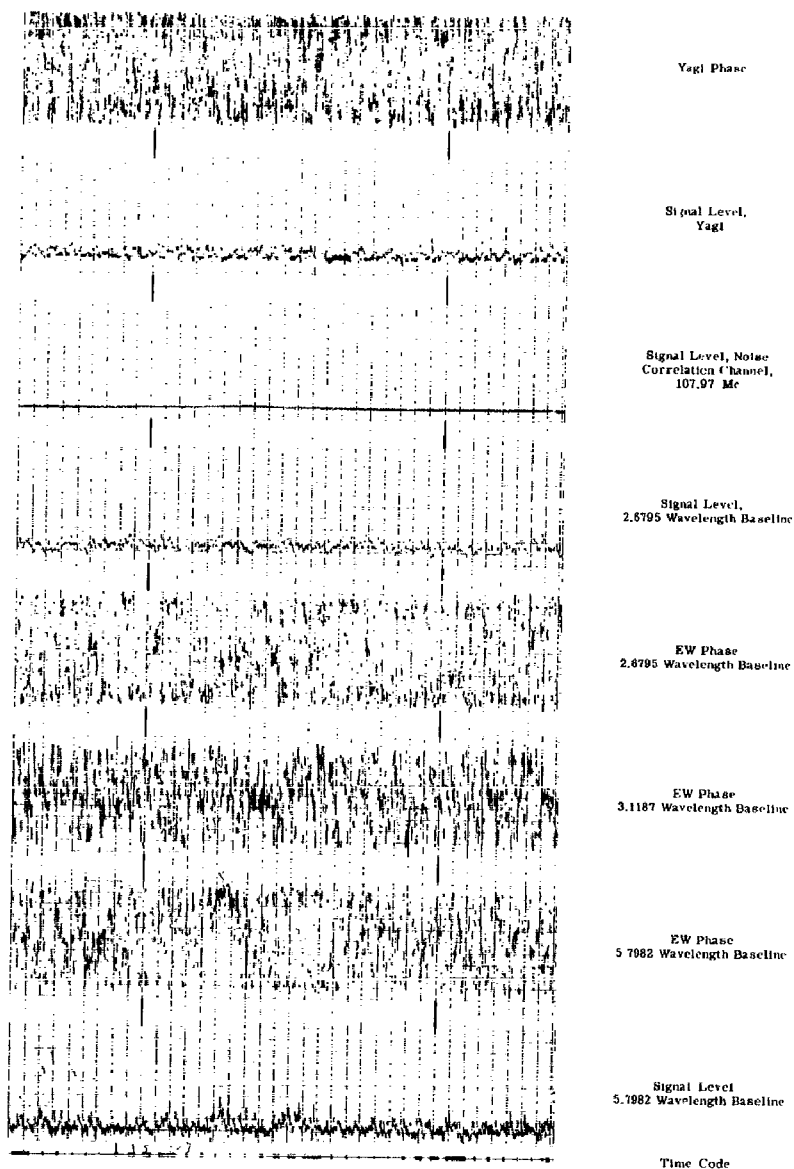 Yagi Phase
Signal Level,
Yagi
Signal Level, Noise
Correlation Channel,
107.97 Mc
Signal Level,
2.6795 Wavelength Baseline
EW Phase
2.6795 Wavelength Baseline
EW Phase
3.1187 Wavelength Baseline
EW Phase
5.7982 Wavelength Baseline
Signal Level
5.7982 Wavelength Baseline
Time Code